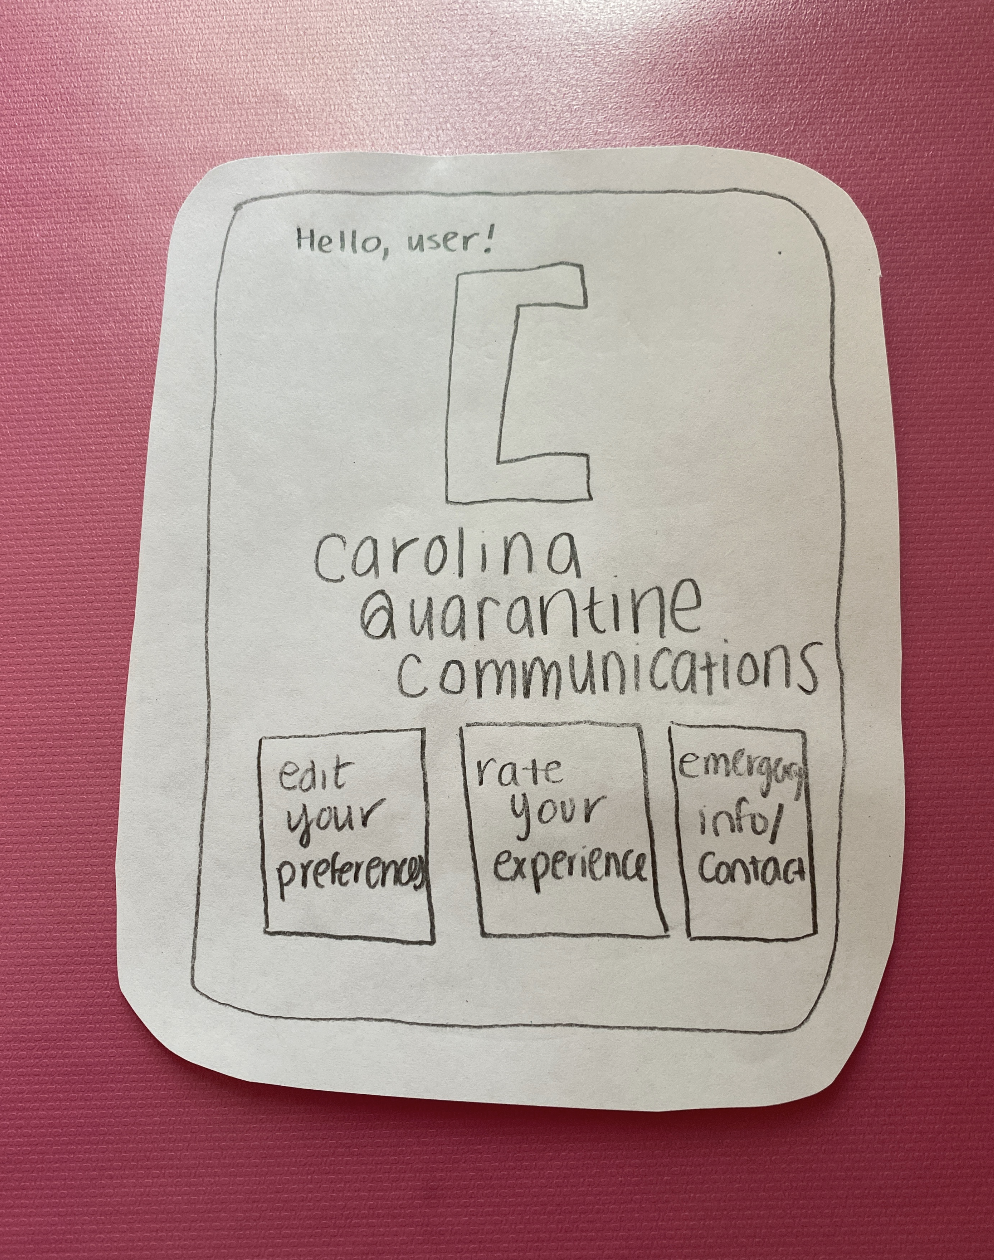 Hello, user!
C
Carolina
Quarantine
Communications
edit
your
preferences
rate
your
experience
emergency
info/
contact